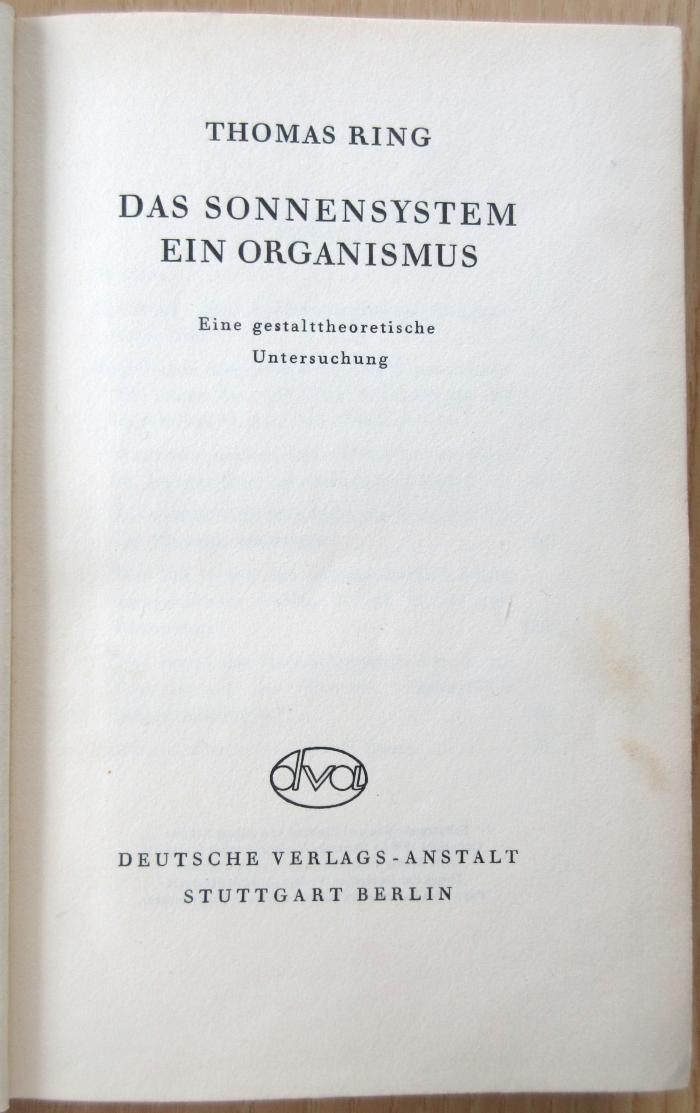 THOMAS RING
DAS SONNENSYSTEM
EIN ORGANISMUS
Eine gestalttheoretische
Untersuchung
dva
DEUTSCHE VERLAGS-ANSTALT
STUTTGART BERLIN